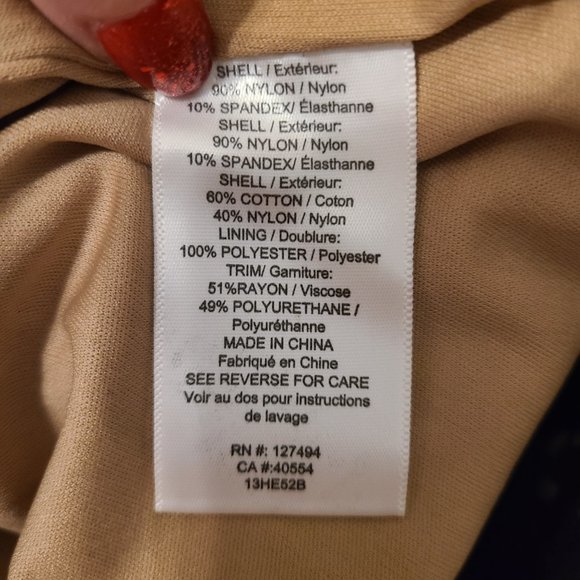 SHELL / Extérieur:
90% NYLON / Nylon
10% SPANDEX/ Élasthanne
SHELL / Extérieur:
90% NYLON / Nylon
10% SPANDEX/ Élasthanne
SHELL / Extérieur:
60% COTTON / Coton
40% NYLON / Nylon
LINING / Doublure:
100% POLYESTER / Polyester
TRIM/ Garniture:
51%RAYON / Viscose
49% POLYURETHANE /
Polyuréthanne
MADE IN CHINA
Fabriqué en Chine
SEE REVERSE FOR CARE
Voir au dos pour instructions
de lavage
RN #: 127494
CA #:40554
13HE52B